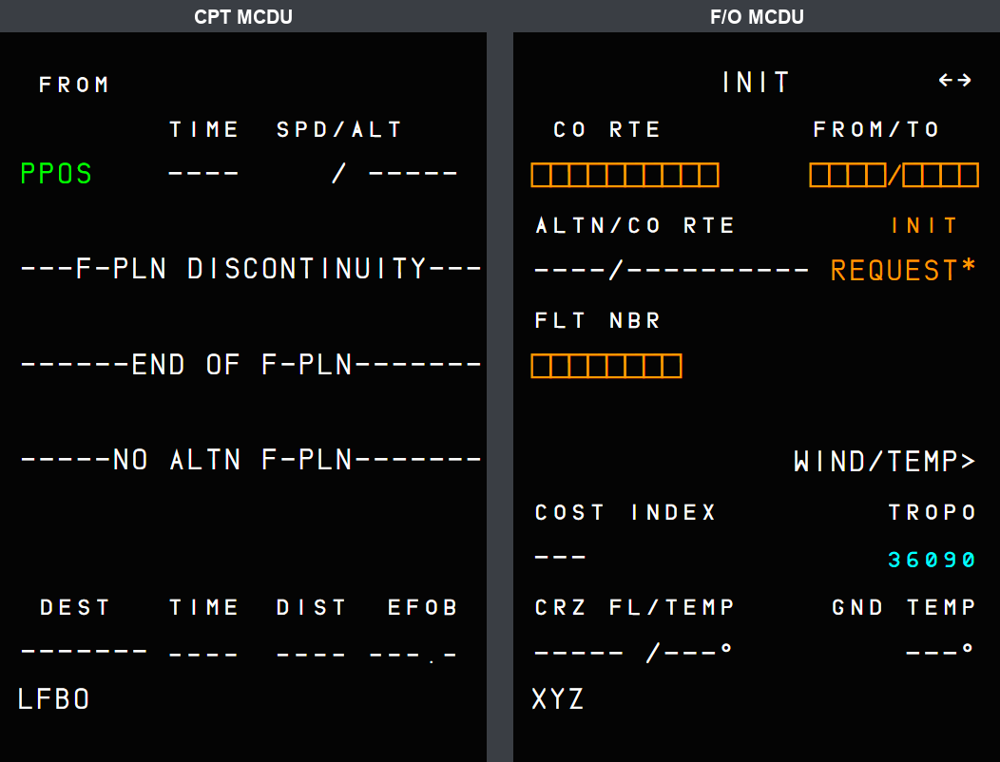 CPT MCDU
FROM
TIME SPD/ALT
PPOS ---- / -----
---F-PLN DISCONTINUITY---
------END OF F-PLN-------
-----NO ALTN F-PLN-------
DEST TIME DIST EFOB
------- ---- ---- ---.-
LFBO
F/O MCDU
INIT ←→
CO RTE FROM/TO
□□□□□□□□□□ □□□□/□□□□
ALTN/CO RTE INIT
----/---------- REQUEST*
FLT NBR
□□□□□□□□
WIND/TEMP>
COST INDEX TROPO
--- 36090
CRZ FL/TEMP GND TEMP
----- /---° ---°
XYZ